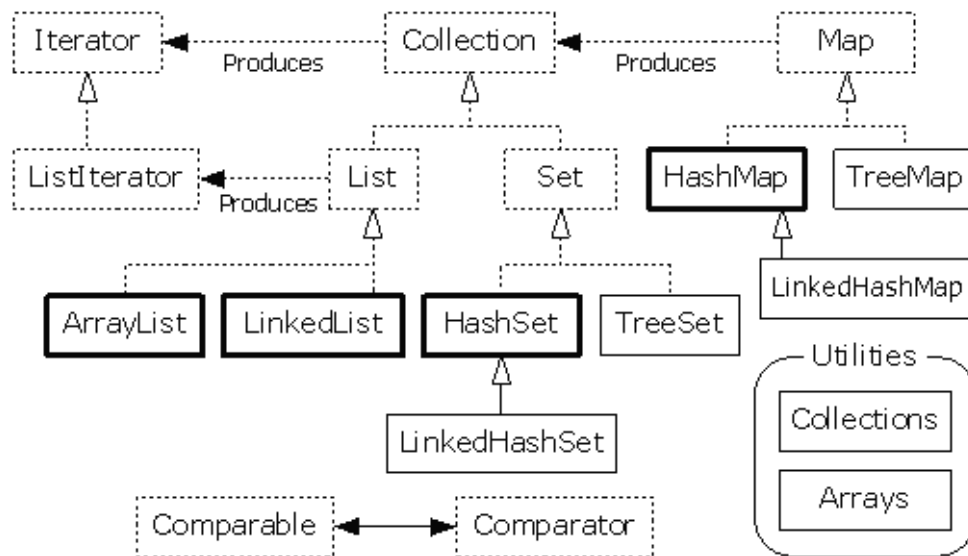 Iterator
Collection
Map
Produces
Produces
ListIterator
List
Set
HashMap
TreeMap
Produces
LinkedHashMap
ArrayList
LinkedList
HashSet
TreeSet
Utilities
Collections
LinkedHashSet
Arrays
Comparable
Comparator